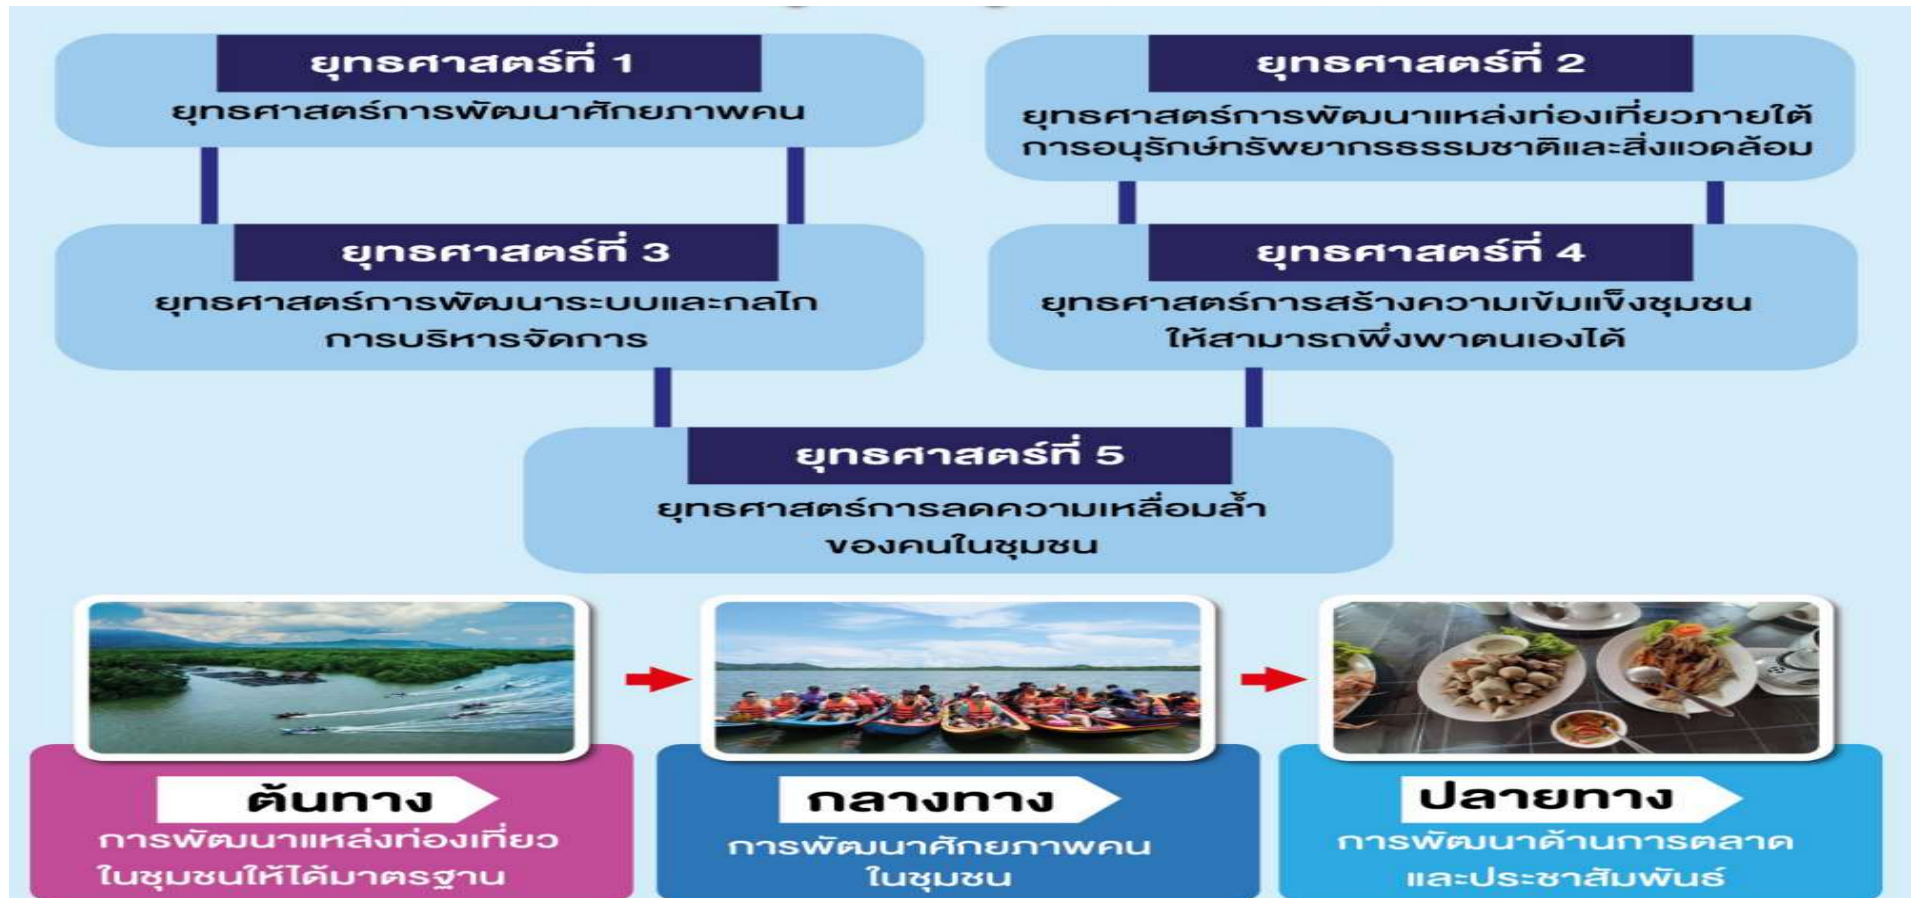 ยุทธศาสตร์ที่ 1
ยุทธศาสตร์การพัฒนาศักยภาพคน
ยุทธศาสตร์ที่ 2
ยุทธศาสตร์การพัฒนาแหล่งท่องเที่ยวภายใต้
การอนุรักษ์ทรัพยากรธรรมชาติและสิ่งแวดล้อม
ยุทธศาสตร์ที่ 3
ยุทธศาสตร์การพัฒนาระบบและกลไก
การบริหารจัดการ
ยุทธศาสตร์ที่ 4
ยุทธศาสตร์การสร้างความเข้มแข็งชุมชน
ให้สามารถพึ่งพาตนเองได้
ยุทธศาสตร์ที่ 5
ยุทธศาสตร์การลดความเหลื่อมล้ำ
ของคนในชุมชน
ต้นทาง
การพัฒนาแหล่งท่องเที่ยว
ในชุมชนให้ได้มาตรฐาน
กลางทาง
การพัฒนาศักยภาพคน
ในชุมชน
ปลายทาง
การพัฒนาด้านการตลาด
และประชาสัมพันธ์